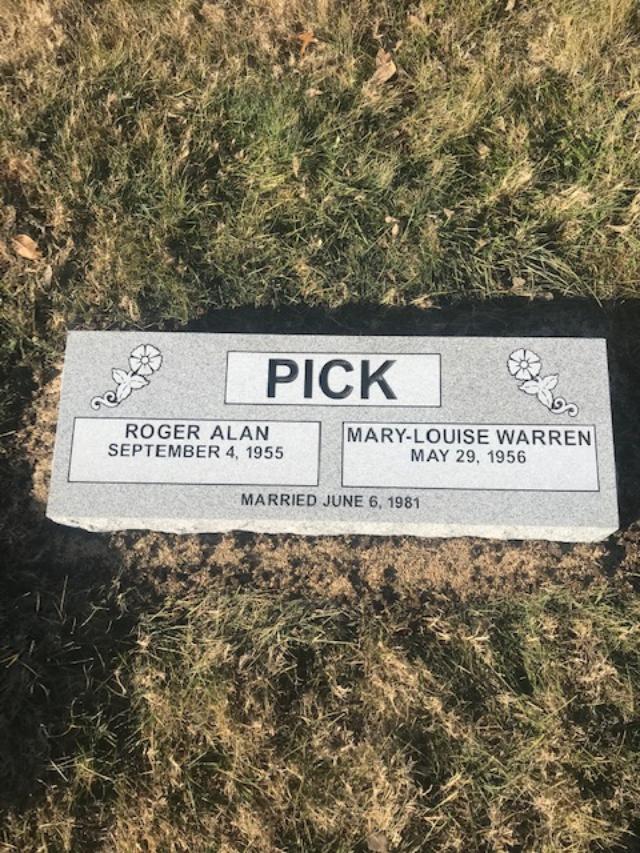 PICK
ROGER ALAN
SEPTEMBER 4, 1955
MARY-LOUISE WARREN
MAY 29, 1956
MARRIED JUNE 6, 1981